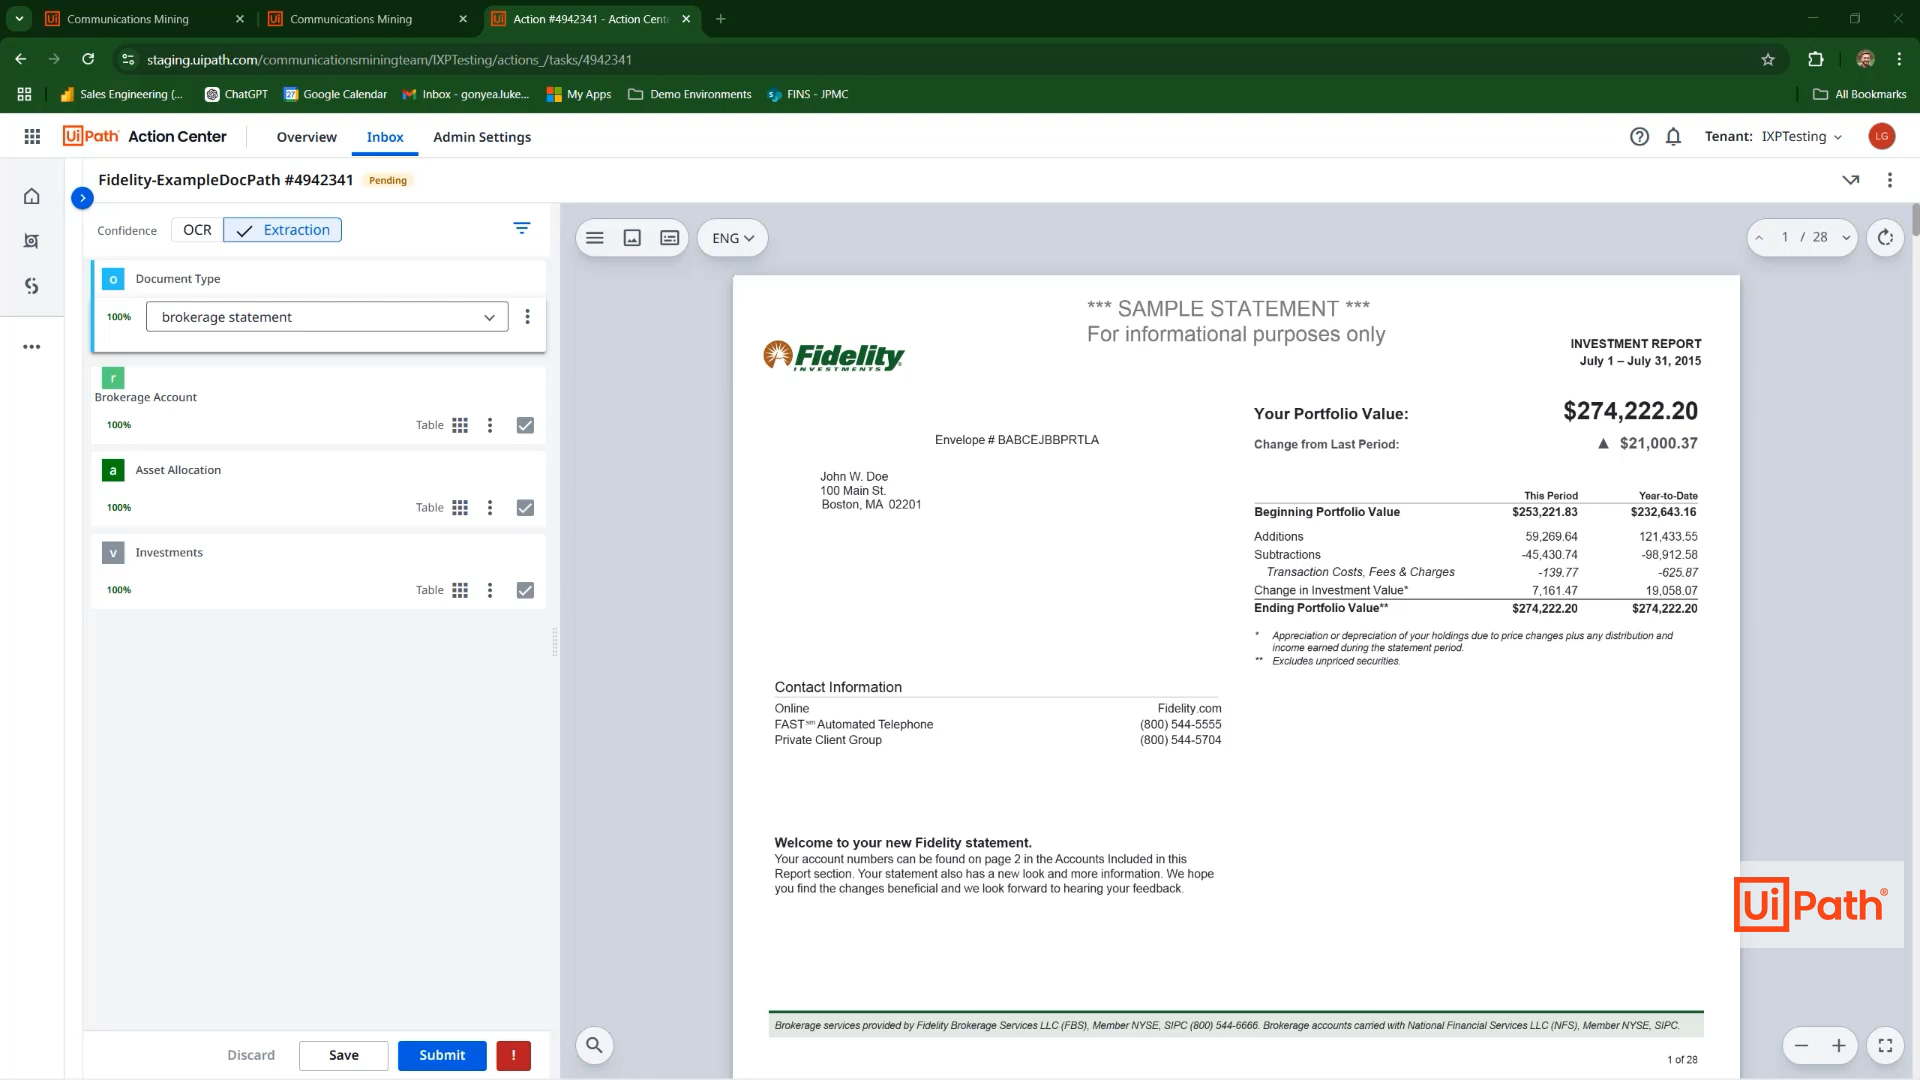 Communications Mining
Communications Mining
Action #4942341 - Action Cent
staging.uipath.com/communicationsminingteam/IXPTesting/actions_/tasks/4942341
Sales Engineering (...
ChatGPT
Google Calendar
Inbox - gonyea.luke...
My Apps
Demo Environments
FINS - JPMC
All Bookmarks
UiPath Action Center
Overview
Inbox
Admin Settings
Tenant: IXPTesting
LG
Fidelity-ExampleDocPath #4942341 Pending
Confidence OCR Extraction
ENG
1 / 28
o Document Type
100% brokerage statement
r
Brokerage Account
100% Table
a Asset Allocation
100% Table
v Investments
100% Table
Discard Save Submit !
*** SAMPLE STATEMENT ***
For informational purposes only
Fidelity
INVESTMENTS
INVESTMENT REPORT
July 1 – July 31, 2015
Your Portfolio Value: $274,222.20
Change from Last Period: ▲ $21,000.37
Envelope # BABCEJBBPRTLA
John W. Doe
100 Main St.
Boston, MA 02201
This Period Year-to-Date
Beginning Portfolio Value $253,221.83 $232,643.16
Additions 59,269.64 121,433.55
Subtractions -45,430.74 -98,912.58
Transaction Costs, Fees & Charges -139.77 -625.87
Change in Investment Value* 7,161.47 19,058.07
Ending Portfolio Value** $274,222.20 $274,222.20
* Appreciation or depreciation of your holdings due to price changes plus any distribution and
income earned during the statement period.
** Excludes unpriced securities.
Contact Information
Online Fidelity.com
FAST℠ Automated Telephone (800) 544-5555
Private Client Group (800) 544-5704
Welcome to your new Fidelity statement.
Your account numbers can be found on page 2 in the Accounts Included in this
Report section. Your statement also has a new look and more information. We hope
you find the changes beneficial and we look forward to hearing your feedback.
UiPath®
Brokerage services provided by Fidelity Brokerage Services LLC (FBS), Member NYSE, SIPC (800) 544-6666. Brokerage accounts carried with National Financial Services LLC (NFS), Member NYSE, SIPC.
1 of 28